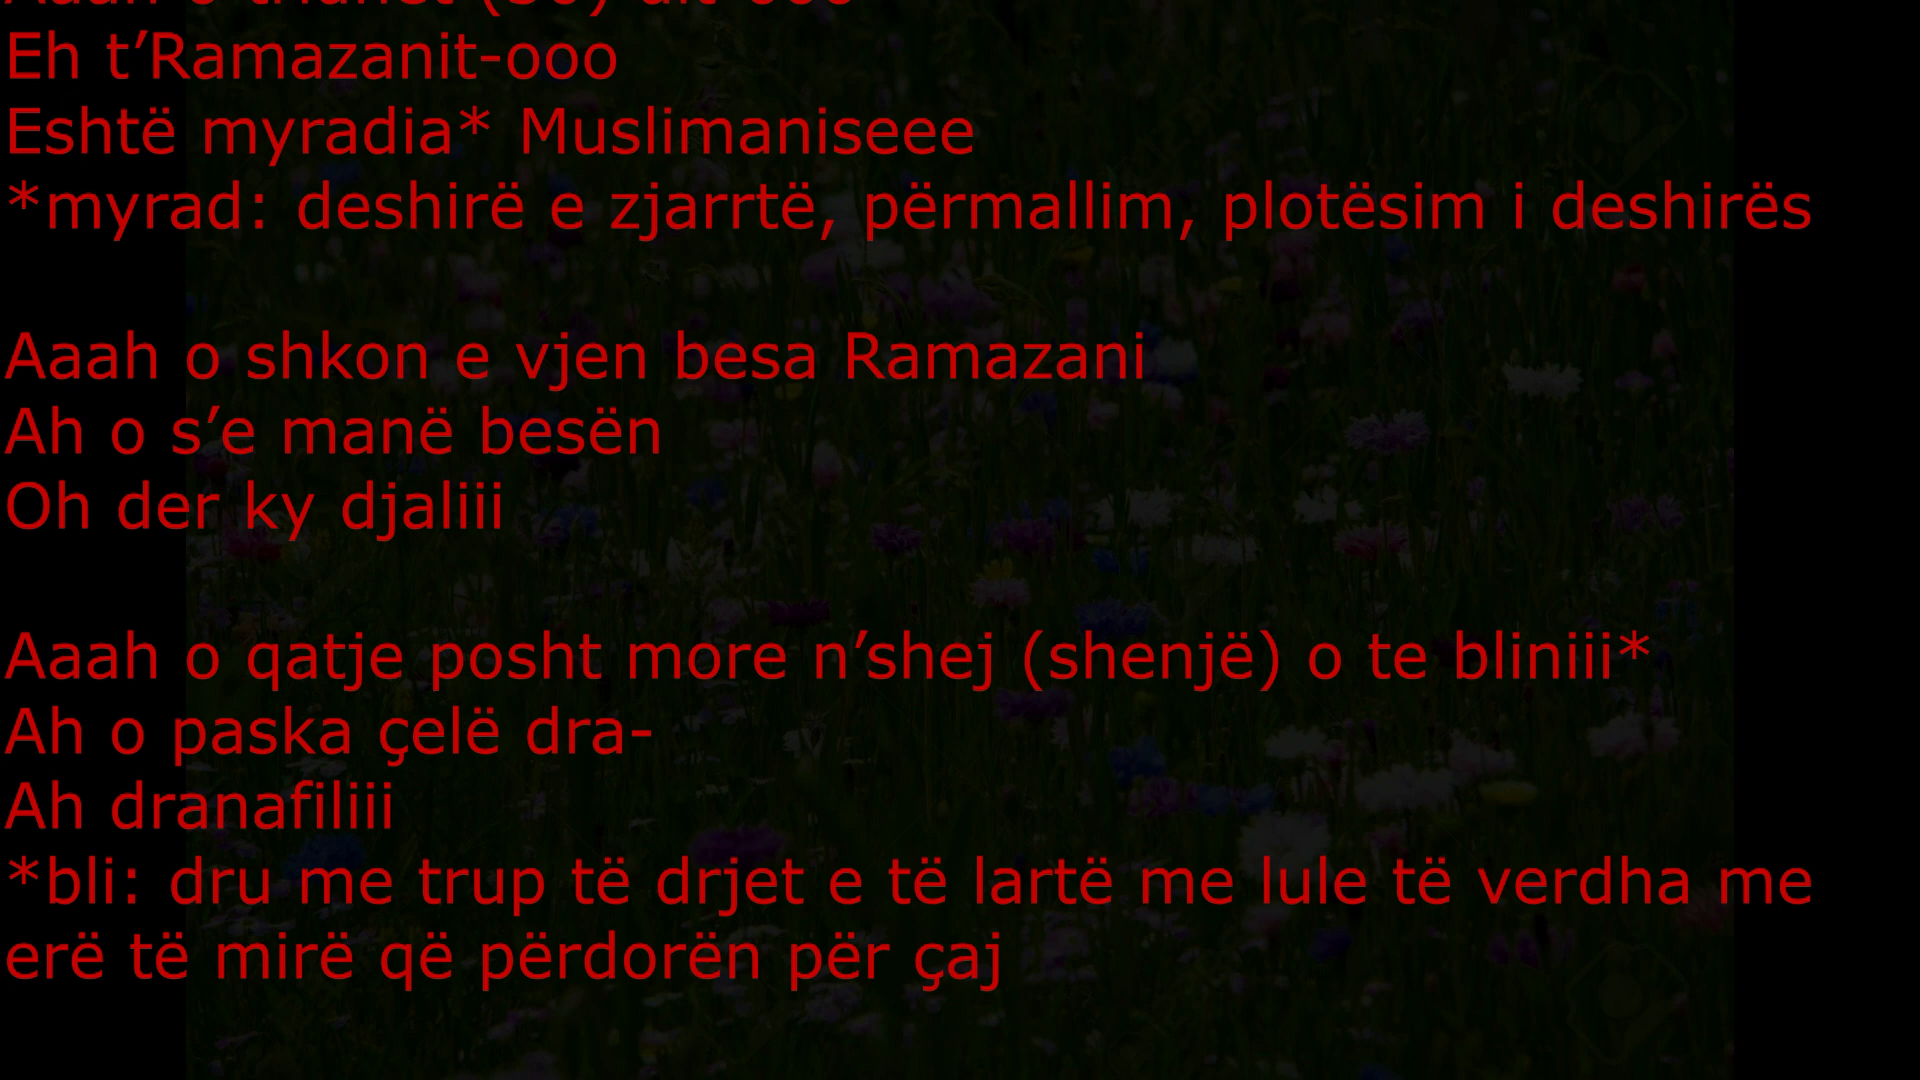 Eh t’Ramazanit-ooo
Eshtë myradia* Muslimaniseee
*myrad: deshirë e zjarrtë, përmallim, plotësim i deshirës
Aaah o shkon e vjen besa Ramazani
Ah o s’e manë besën
Oh der ky djaliii
Aaah o qatje posht more n’shej (shenjë) o te bliniii*
Ah o paska çelë dra-
Ah dranafiliii
*bli: dru me trup të drjet e të lartë me lule të verdha me
erë të mirë që përdorën për çaj